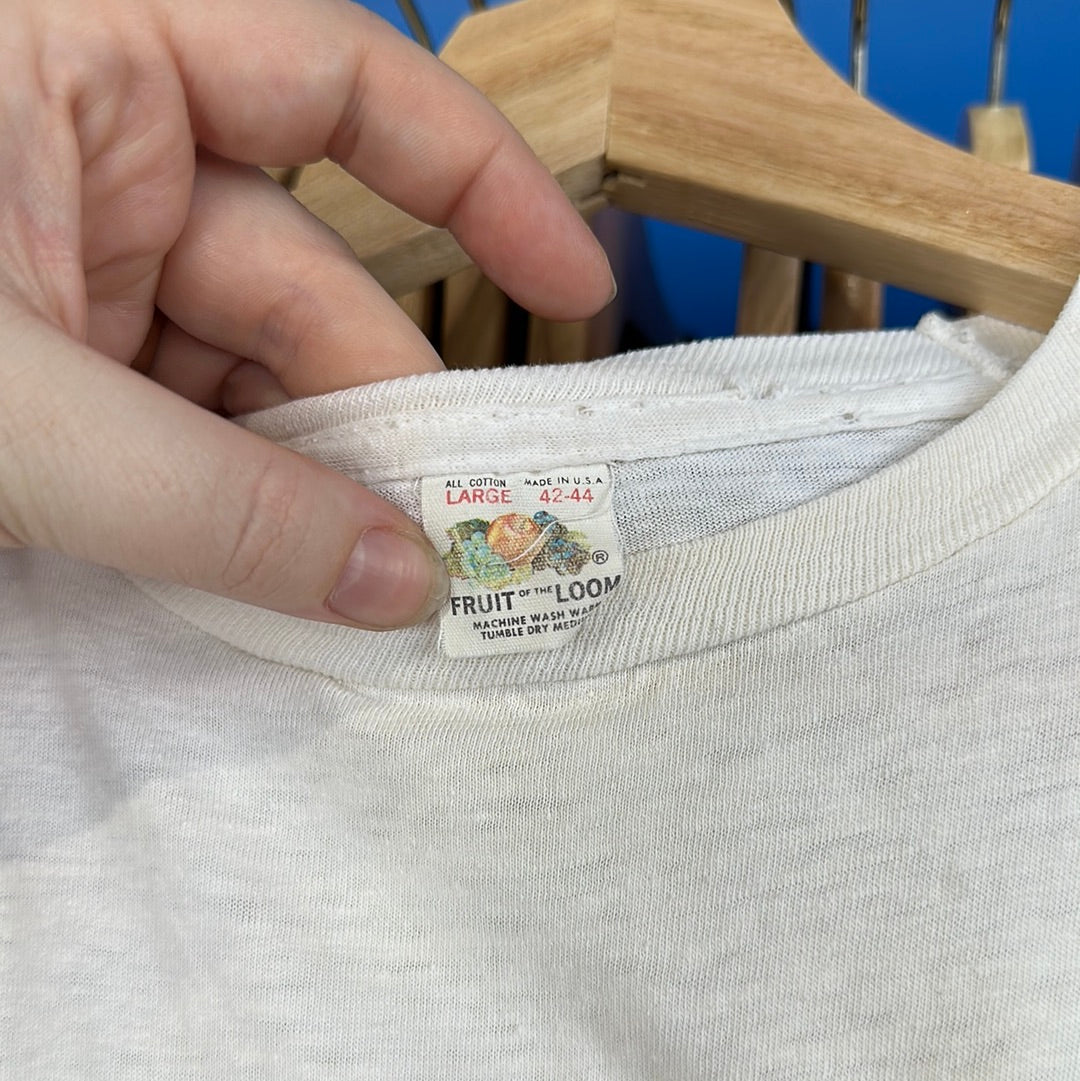 ALL COTTON MADE IN U.S.A
LARGE 42-44
®
FRUIT OF THE LOOM
MACHINE WASH
TUMBLE DRY